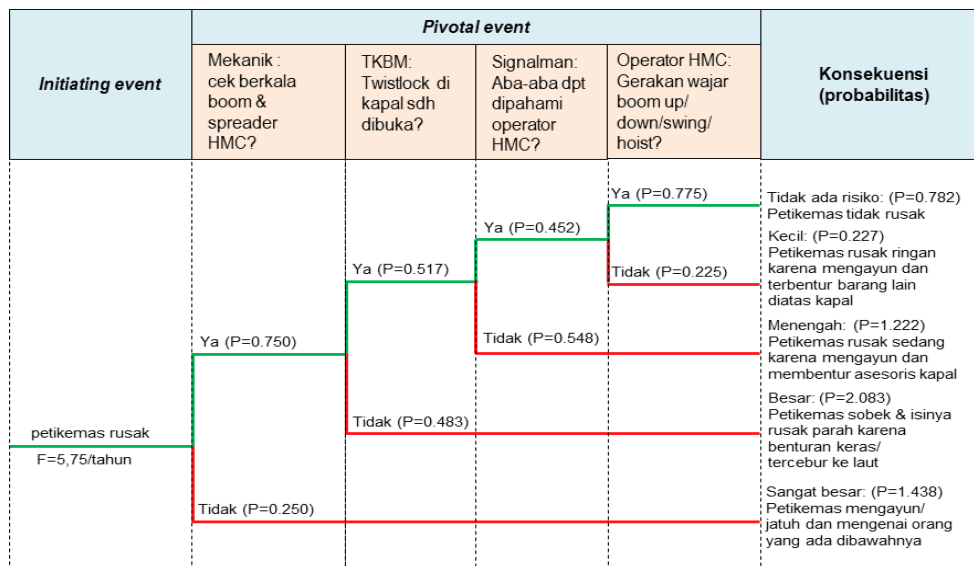 Pivotal event
Initiating event
Mekanik :
cek berkala
boom &
spreader
HMC?
TKBM:
Twistlock di
kapal sdh
dibuka?
Signalman:
Aba-aba dpt
dipahami
operator
HMC?
Operator HMC:
Gerakan wajar
boom up/
down/swing/
hoist?
Konsekuensi
(probabilitas)
Ya (P=0.775)
Tidak ada risiko: (P=0.782)
Petikemas tidak rusak
Ya (P=0.452)
Kecil: (P=0.227)
Petikemas rusak ringan
karena mengayun dan
terbentur barang lain
diatas kapal
Ya (P=0.517)
Tidak (P=0.225)
Ya (P=0.750)
Tidak (P=0.548)
Menengah: (P=1.222)
Petikemas rusak sedang
karena mengayun dan
membentur asesoris kapal
petikemas rusak
F=5,75/tahun
Tidak (P=0.483)
Besar: (P=2.083)
Petikemas sobek & isinya
rusak parah karena
benturan keras/
tercebur ke laut
Tidak (P=0.250)
Sangat besar: (P=1.438)
Petikemas mengayun/
jatuh dan mengenai orang
yang ada dibawahnya